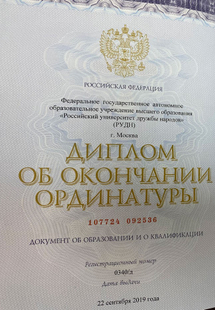 РОССИЙСКАЯ ФЕДЕРАЦИЯ
Федеральное государственное автономное
образовательное учреждение высшего образования
«Российский университет дружбы народов»
(РУДН)
г. Москва
ДИПЛОМ
ОБ ОКОНЧАНИИ
ОРДИНАТУРЫ
107724 092536
ДОКУМЕНТ ОБ ОБРАЗОВАНИИ И О КВАЛИФИКАЦИИ
Регистрационный номер
Дата выдачи
22 сентября 2019 года